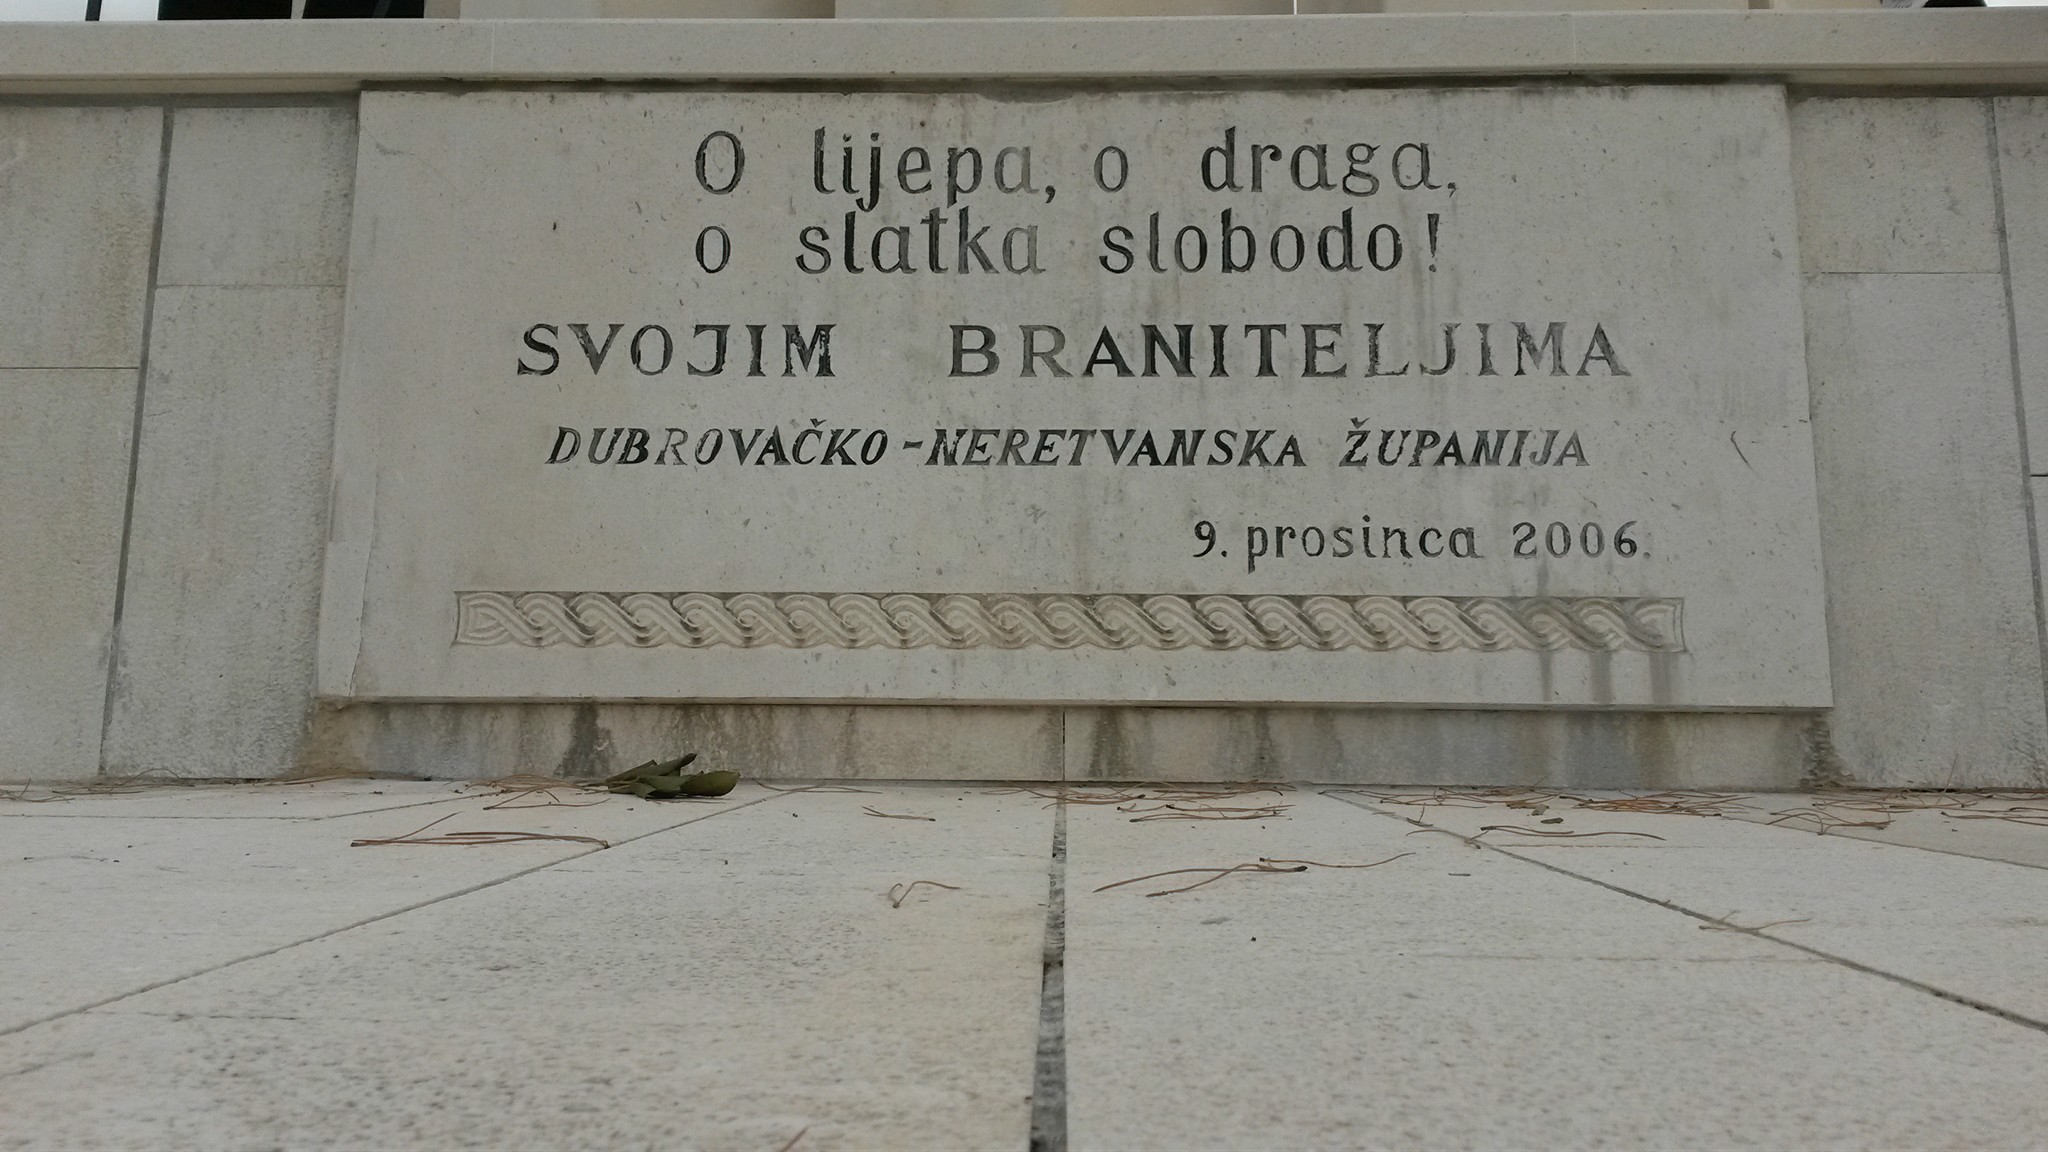 O lijepa, o draga,
o slatka slobodo!
SVOJIM BRANITELJIMA
DUBROVAČKO-NERETVANSKA ŽUPANIJA
9. prosinca 2006.